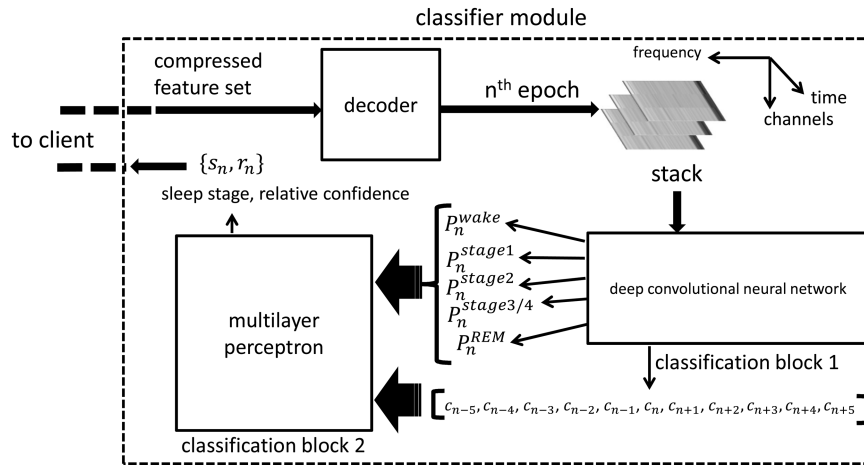 classifier module
compressed
feature set
decoder
nᵗʰ epoch
frequency
time
channels
to client
{sₙ, rₙ}
sleep stage, relative confidence
stack
Pₙʷᵃᵏᵉ
Pₙˢᵗᵃᵍᵉ¹
Pₙˢᵗᵃᵍᵉ²
Pₙˢᵗᵃᵍᵉ³ᐟ⁴
Pₙᴿᴱᴹ
deep convolutional neural network
classification block 1
multilayer
perceptron
classification block 2
[cₙ₋₅, cₙ₋₄, cₙ₋₃, cₙ₋₂, cₙ₋₁, cₙ, cₙ₊₁, cₙ₊₂, cₙ₊₃, cₙ₊₄, cₙ₊₅]